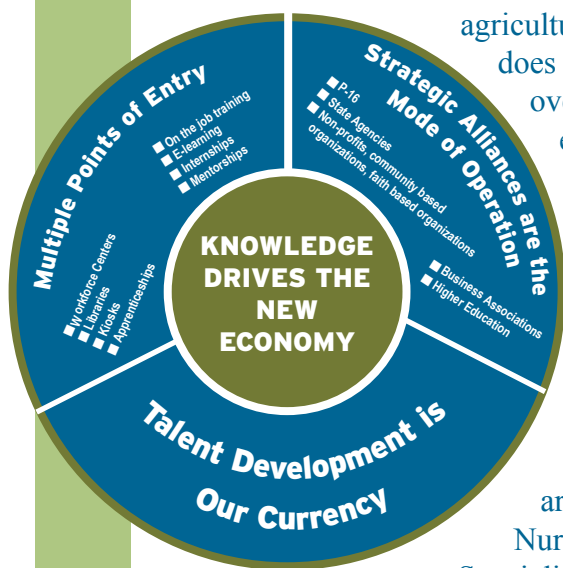 Multiple Points of Entry
■ On the job training
■ E-learning
■ Internships
■ Mentorships
■ Workforce Centers
■ Libraries
■ Kiosks
■ Apprenticeships
Strategic Alliances are the
Mode of Operation
■ P-16
■ State Agencies
■ Non-profits, community based
organizations, faith based organizations
■ Business Associations
■ Higher Education
KNOWLEDGE
DRIVES THE
NEW
ECONOMY
Talent Development is
Our Currency
does